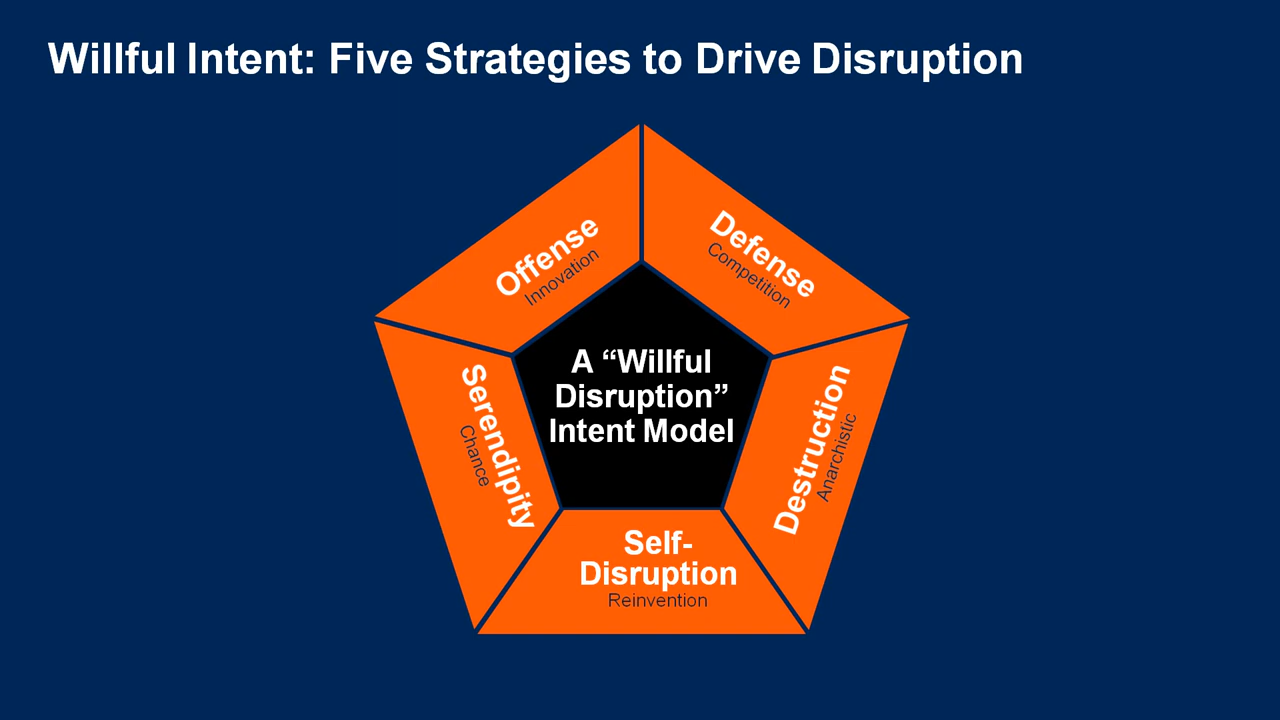 Willful Intent: Five Strategies to Drive Disruption
Offense
Innovation
Defense
Competition
A “Willful
Disruption”
Intent Model
Serendipity
Chance
Destruction
Anarchistic
Self-
Disruption
Reinvention